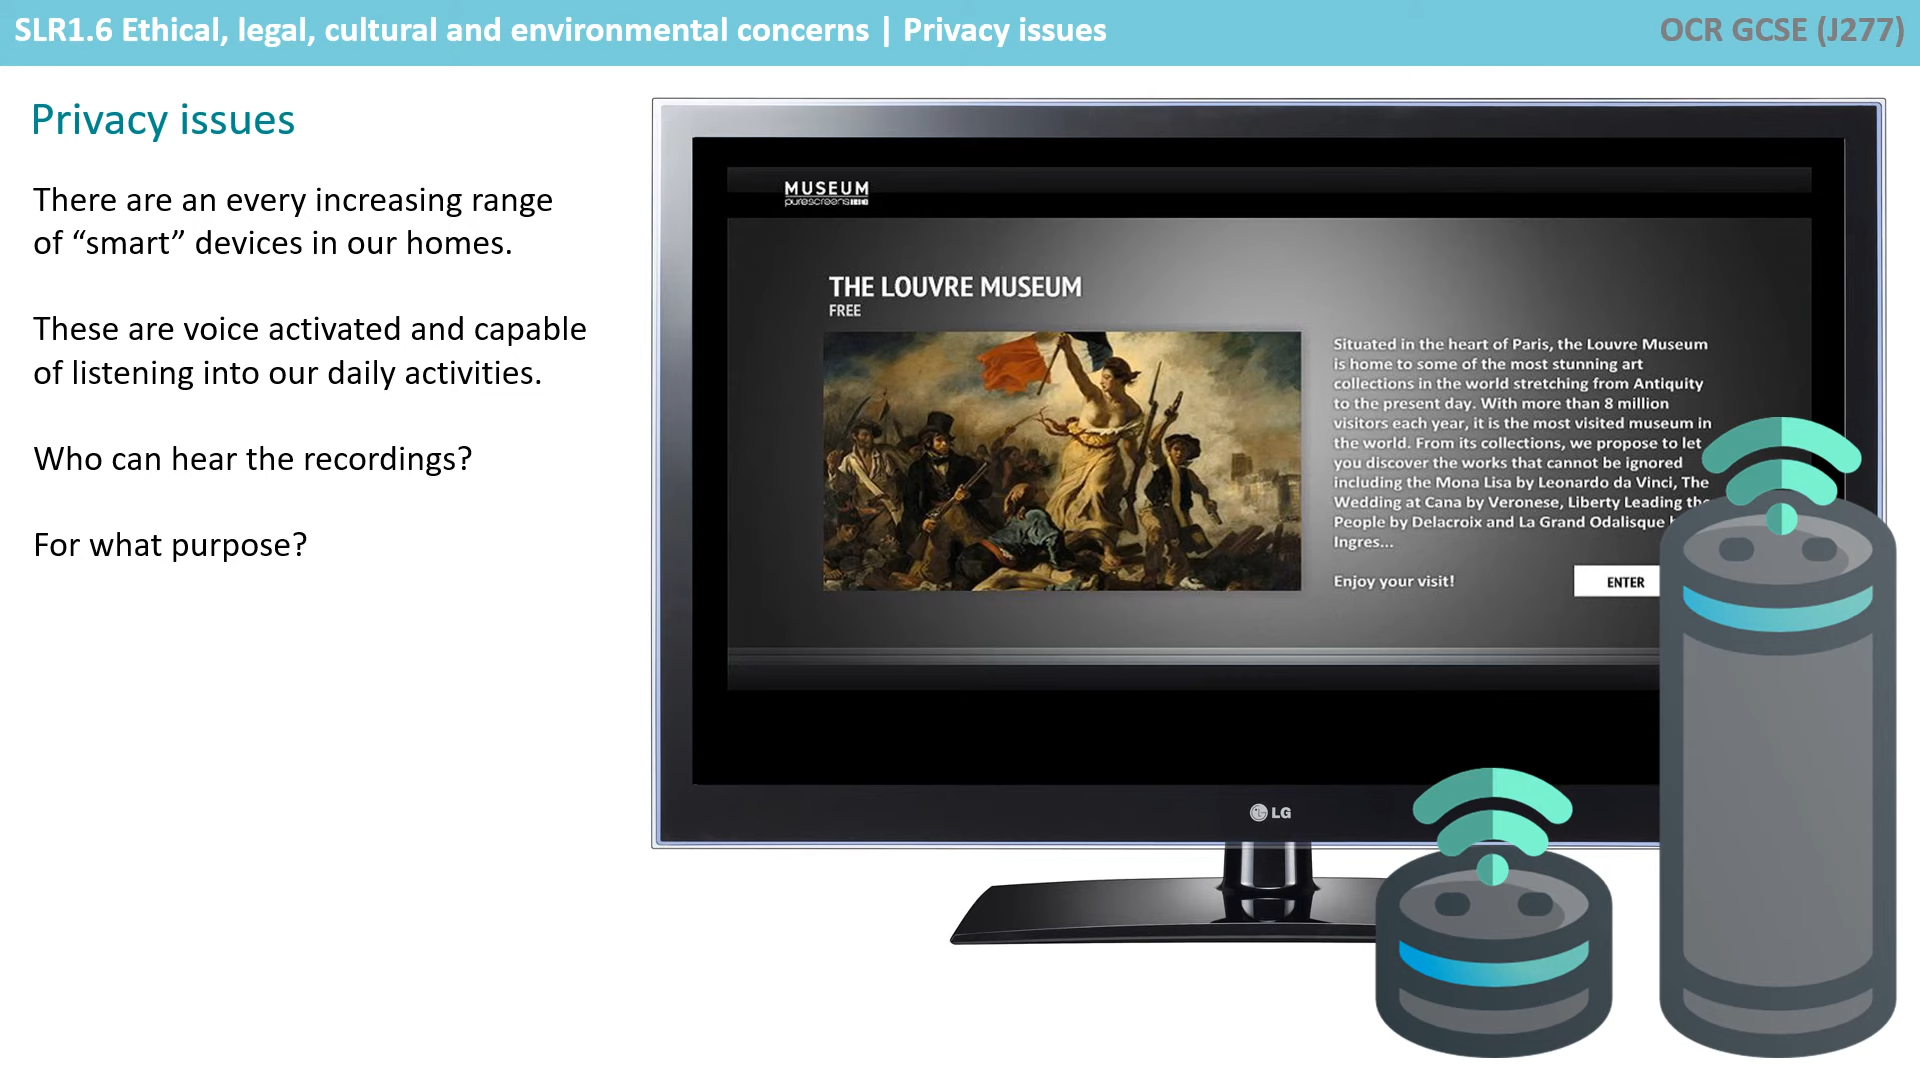 SLR1.6 Ethical, legal, cultural and environmental concerns | Privacy issues
OCR GCSE (J277)
Privacy issues
There are an every increasing range
of “smart” devices in our homes.
These are voice activated and capable
of listening into our daily activities.
Who can hear the recordings?
For what purpose?
MUSEUM
purescreens
THE LOUVRE MUSEUM
FREE
Situated in the heart of Paris, the Louvre Museum
is home to some of the most stunning art
collections in the world stretching from Antiquity
to the present day. With more than 8 million
visitors each year, it is the most visited museum in
the world. From its collections, we propose to let
you discover the works that cannot be ignored
including the Mona Lisa by Leonardo da Vinci, The
Wedding at Cana by Veronese, Liberty Leading the
People by Delacroix and La Grand Odalisque
Ingres...
Enjoy your visit!
ENTER
LG